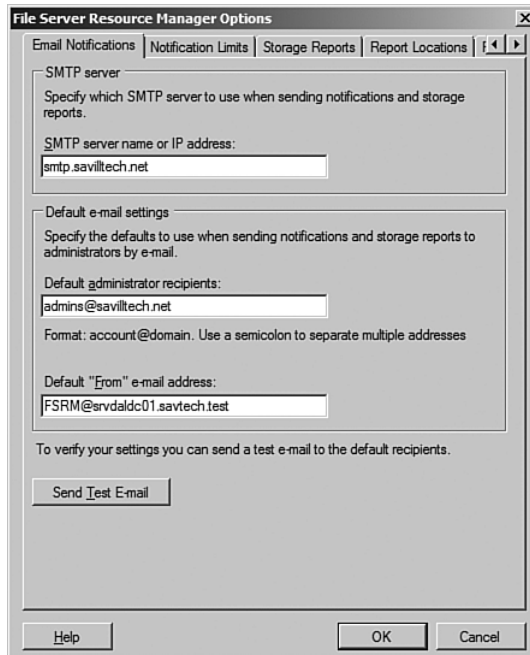 File Server Resource Manager Options
Email Notifications Notification Limits Storage Reports Report Locations
SMTP server
Specify which SMTP server to use when sending notifications and storage
reports.
SMTP server name or IP address:
smtp.savilltech.net
Default e-mail settings
Specify the defaults to use when sending notifications and storage reports to
administrators by e-mail.
Default administrator recipients:
admins@savilltech.net
Format: account@domain. Use a semicolon to separate multiple addresses
Default "From" e-mail address:
FSRM@srvdaldc01.savtech.test
To verify your settings you can send a test e-mail to the default recipients.
Send Test E-mail
Help OK Cancel